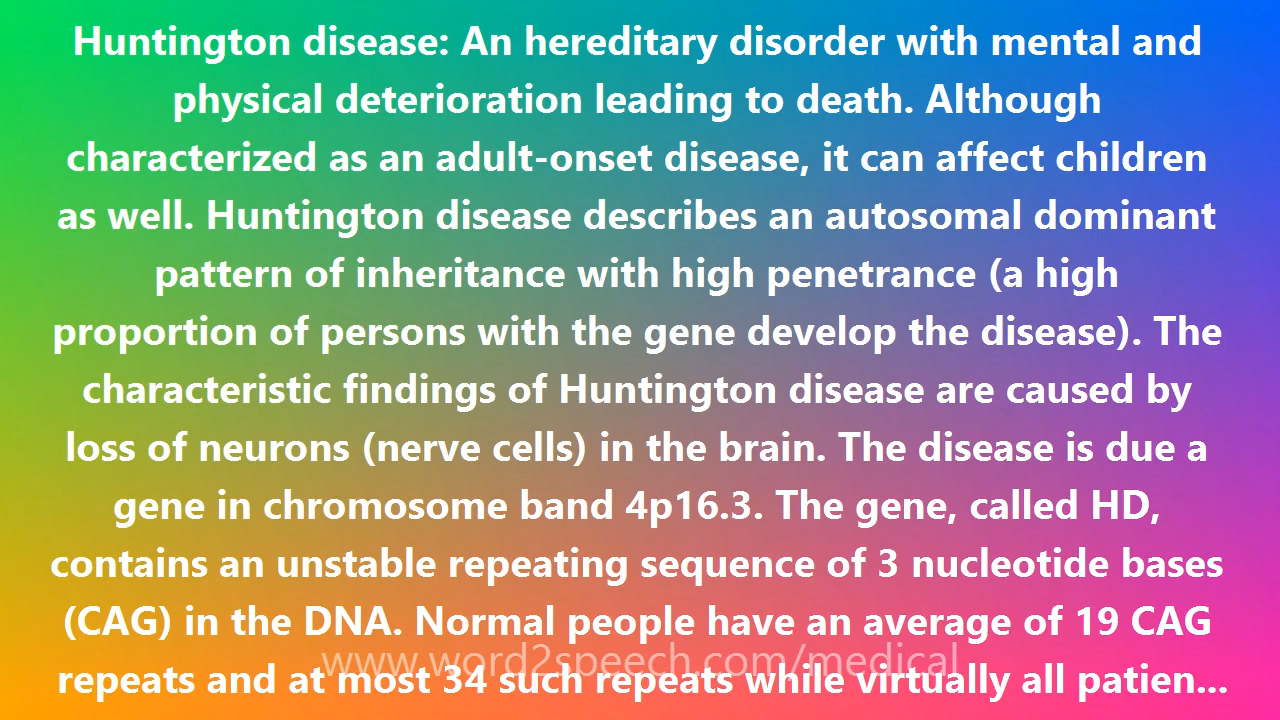 Huntington disease: An hereditary disorder with mental and
physical deterioration leading to death. Although
characterized as an adult-onset disease, it can affect children
as well. Huntington disease describes an autosomal dominant
pattern of inheritance with high penetrance (a high
proportion of persons with the gene develop the disease). The
characteristic findings of Huntington disease are caused by
loss of neurons (nerve cells) in the brain. The disease is due a
gene in chromosome band 4p16.3. The gene, called HD,
contains an unstable repeating sequence of 3 nucleotide bases
(CAG) in the DNA. Normal people have an average of 19 CAG
www.word2speech.com/medical
repeats and at most 34 such repeats while virtually all patien...